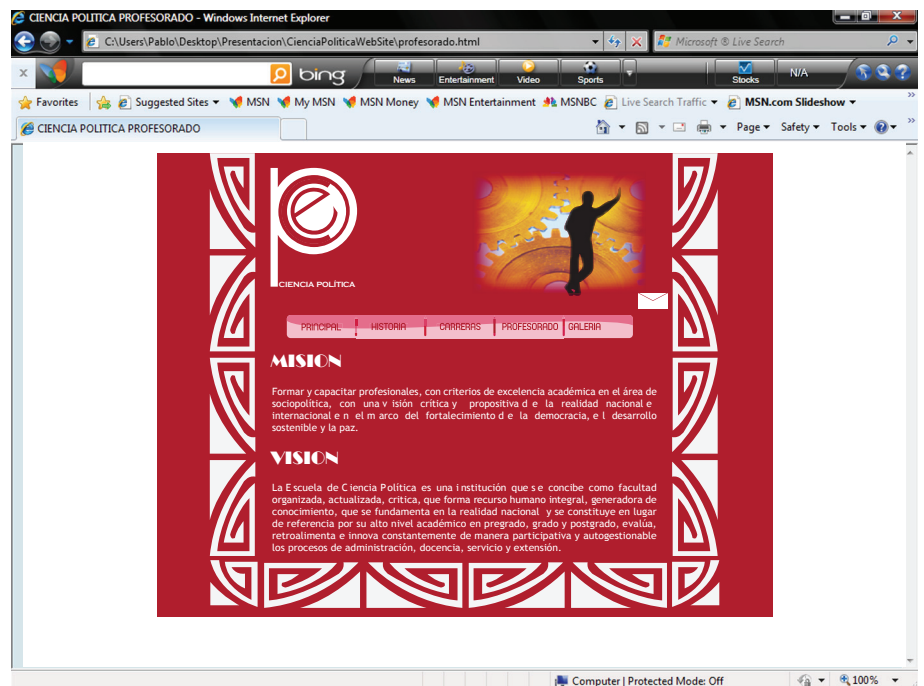 CIENCIA POLITICA PROFESORADO - Windows Internet Explorer
C:\Users\Pablo\Desktop\Presentacion\CienciaPoliticaWebSite\profesorado.html
Microsoft ® Live Search
bing News Entertainment Video Sports Stocks N/A
Favorites Suggested Sites MSN My MSN MSN Money MSN Entertainment MSNBC Live Search Traffic MSN.com Slideshow
CIENCIA POLITICA PROFESORADO Page Safety Tools
CIENCIA POLÍTICA
PRINCIPAL HISTORIA CARRERAS PROFESORADO GALERIA
MISION
Formar y capacitar profesionales, con criterios de excelencia académica en el área de
sociopolítica, con una v isión crítica y propositiva d e la realidad nacional e
internacional e n el m arco del fortalecimiento d e la democracia, e l desarrollo
sostenible y la paz.
VISION
La E scuela de C iencia P olítica es una i nstitución que s e concibe como facultad
organizada, actualizada, critica, que forma recurso humano integral, generadora de
conocimiento, que se fundamenta en la realidad nacional y se constituye en lugar
de referencia por su alto nivel académico en pregrado, grado y postgrado, evalúa,
retroalimenta e innova constantemente de manera participativa y autogestionable
los procesos de administración, docencia, servicio y extensión.
Computer | Protected Mode: Off 100%